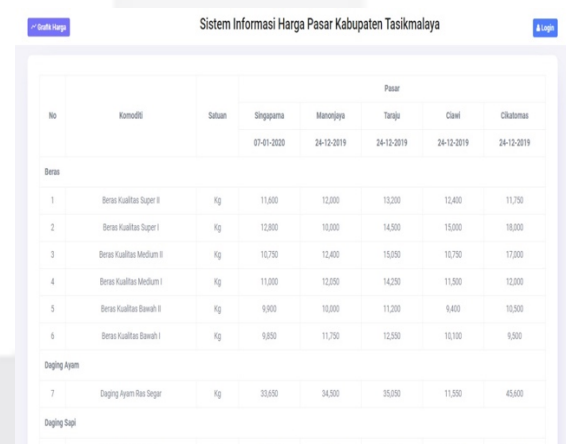 Grafik Harga
Sistem Informasi Harga Pasar Kabupaten Tasikmalaya
Login
Pasar
No Komoditi Satuan Singaparna Manonjaya Taraju Ciawi Cikatomas
07-01-2020 24-12-2019 24-12-2019 24-12-2019 24-12-2019
Beras
1 Beras Kualitas Super II Kg 11,600 12,000 13,200 12,400 11,750
2 Beras Kualitas Super I Kg 12,800 10,000 14,500 15,000 18,000
3 Beras Kualitas Medium II Kg 10,750 12,400 15,050 10,750 17,000
4 Beras Kualitas Medium I Kg 11,000 12,050 14,250 11,500 12,000
5 Beras Kualitas Bawah II Kg 9,900 10,000 11,200 9,400 10,500
6 Beras Kualitas Bawah I Kg 9,850 11,750 12,550 10,100 9,500
Daging Ayam
7 Daging Ayam Ras Segar Kg 33,650 34,500 35,050 11,550 45,600
Daging Sapi